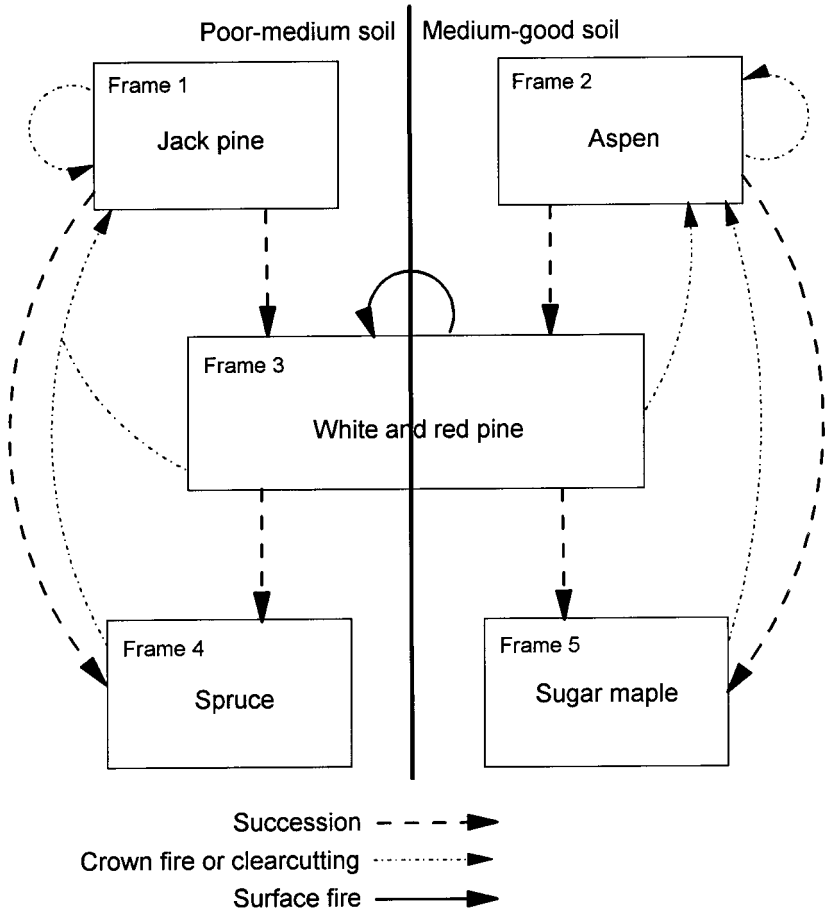 Poor-medium soil
Medium-good soil
Frame 1
Jack pine
Frame 2
Aspen
Frame 3
White and red pine
Frame 4
Spruce
Frame 5
Sugar maple
Succession
Crown fire or clearcutting
Surface fire